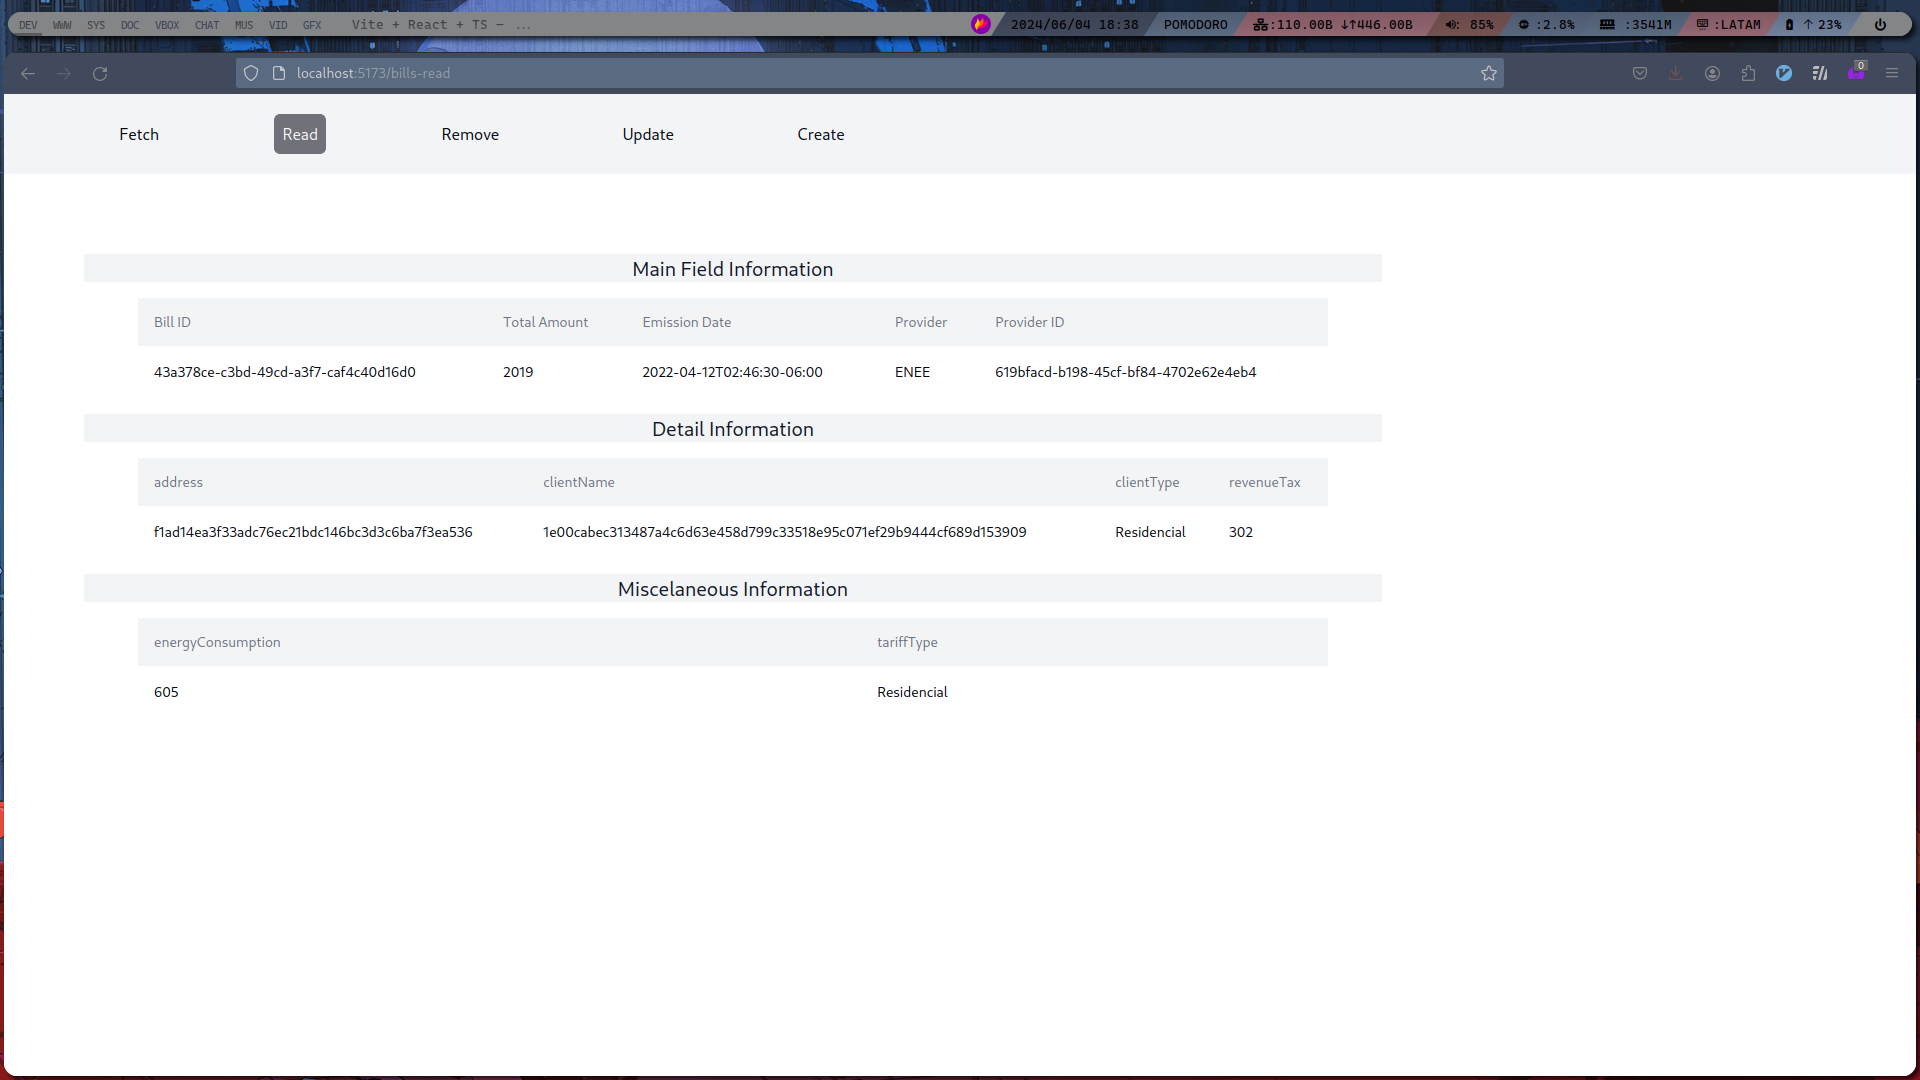 DEV WWW SYS DOC VBOX CHAT MUS VID GFX Vite + React + TS — ... 2024/06/04 18:38 POMODORO :110.00B ↓↑446.00B : 85% :2.8% :3541M :LATAM ↑ 23%
localhost:5173/bills-read 0
Fetch Read Remove Update Create
Main Field Information
Bill ID Total Amount Emission Date Provider Provider ID
43a378ce-c3bd-49cd-a3f7-caf4c40d16d0 2019 2022-04-12T02:46:30-06:00 ENEE 619bfacd-b198-45cf-bf84-4702e62e4eb4
Detail Information
address clientName clientType revenueTax
f1ad14ea3f33adc76ec21bdc146bc3d3c6ba7f3ea536 1e00cabec313487a4c6d63e458d799c33518e95c071ef29b9444cf689d153909 Residencial 302
Miscelaneous Information
energyConsumption tariffType
605 Residencial